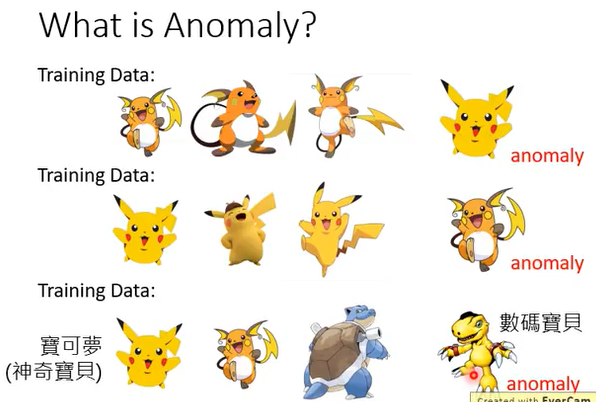 What is Anomaly?
Training Data:
anomaly
Training Data:
anomaly
Training Data:
寶可夢
(神奇寶貝)
數碼寶貝
anomaly
Created with EverCam